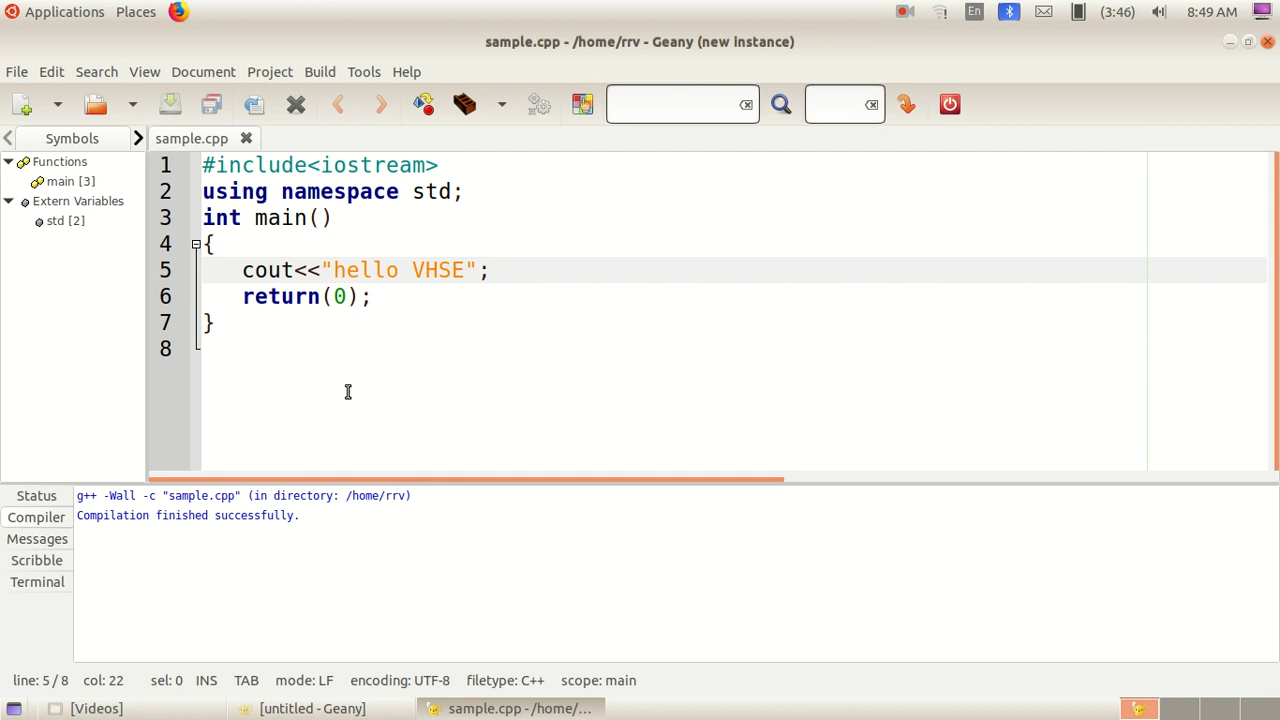 Applications Places En (3:46) 8:49 AM
sample.cpp - /home/rrv - Geany (new instance)
File Edit Search View Document Project Build Tools Help
Symbols sample.cpp
Functions
main [3]
Extern Variables
std [2]
1 #include<iostream>
2 using namespace std;
3 int main()
4 {
5 cout<<"hello VHSE";
6 return(0);
7 }
8
Status
Compiler
Messages
Scribble
Terminal
g++ -Wall -c "sample.cpp" (in directory: /home/rrv)
Compilation finished successfully.
line: 5 / 8 col: 22 sel: 0 INS TAB mode: LF encoding: UTF-8 filetype: C++ scope: main
[Videos] [untitled - Geany] sample.cpp - /home/...